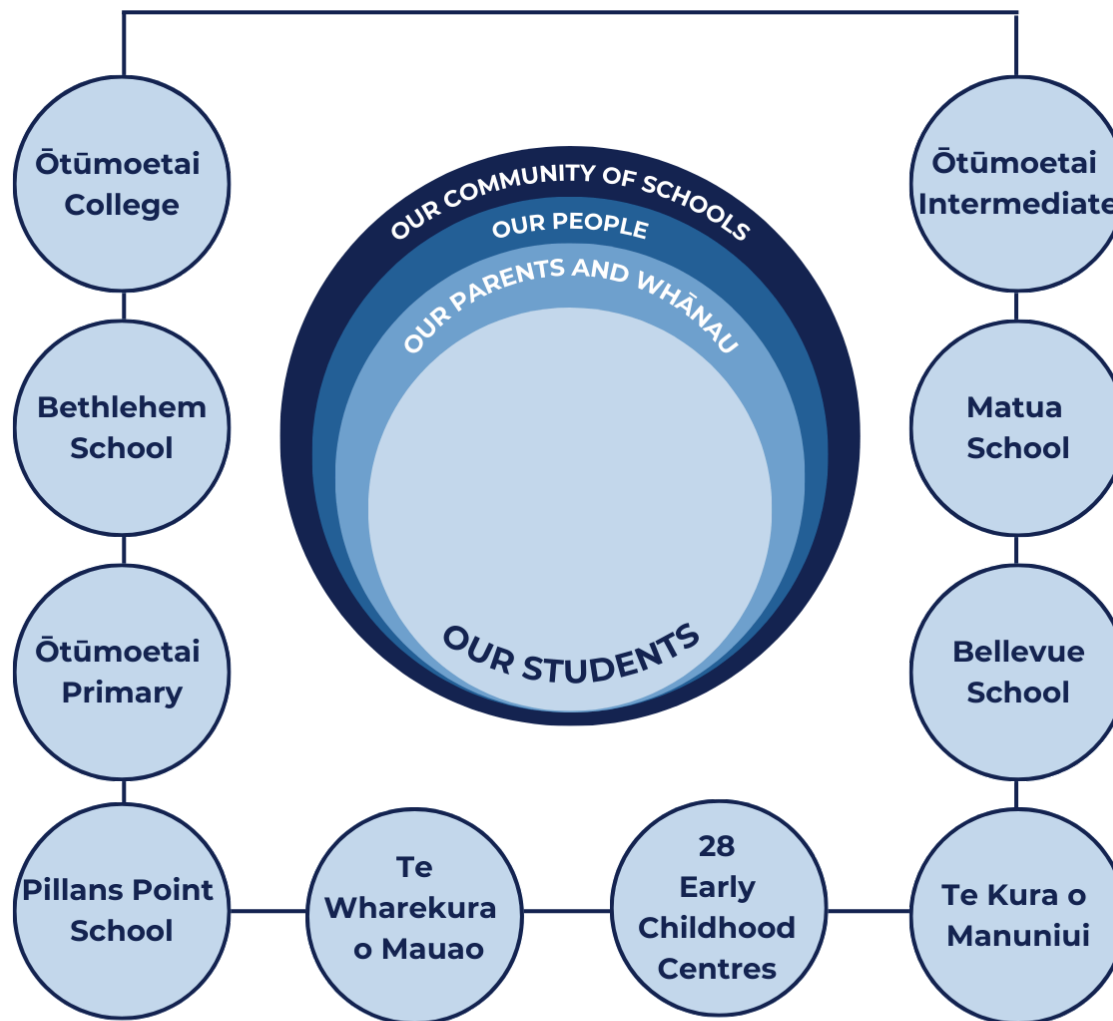 Ōtūmoetai
College
Ōtūmoetai
Intermediate
OUR COMMUNITY OF SCHOOLS
OUR PEOPLE
OUR PARENTS AND WHĀNAU
OUR STUDENTS
Bethlehem
School
Matua
School
Ōtūmoetai
Primary
Bellevue
School
Pillans Point
School
Te
Wharekura
o Mauao
28
Early
Childhood
Centres
Te Kura o
Manuniui